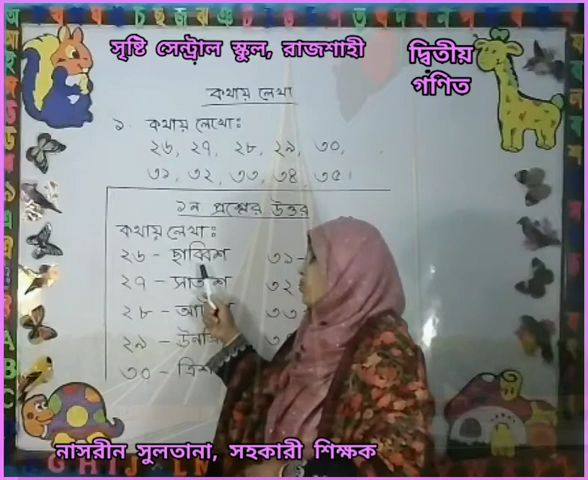 সৃষ্টি সেন্ট্রাল স্কুল, রাজশাহী
দ্বিতীয়
গণিত
কথায় লেখা
১. কথায় লেখো:
২৬, ২৭, ২৮, ২৯, ৩০,
৩১, ৩২, ৩৩, ৩৪, ৩৫।
১নং প্রশ্নের উত্তর
কথায় লেখো:
২৬ - ছাব্বিশ ৩১-
২৭ - ৩২
২৮ - ৩৩
২৯ -
৩০ -
নাসরীন সুলতানা, সহকারী শিক্ষক